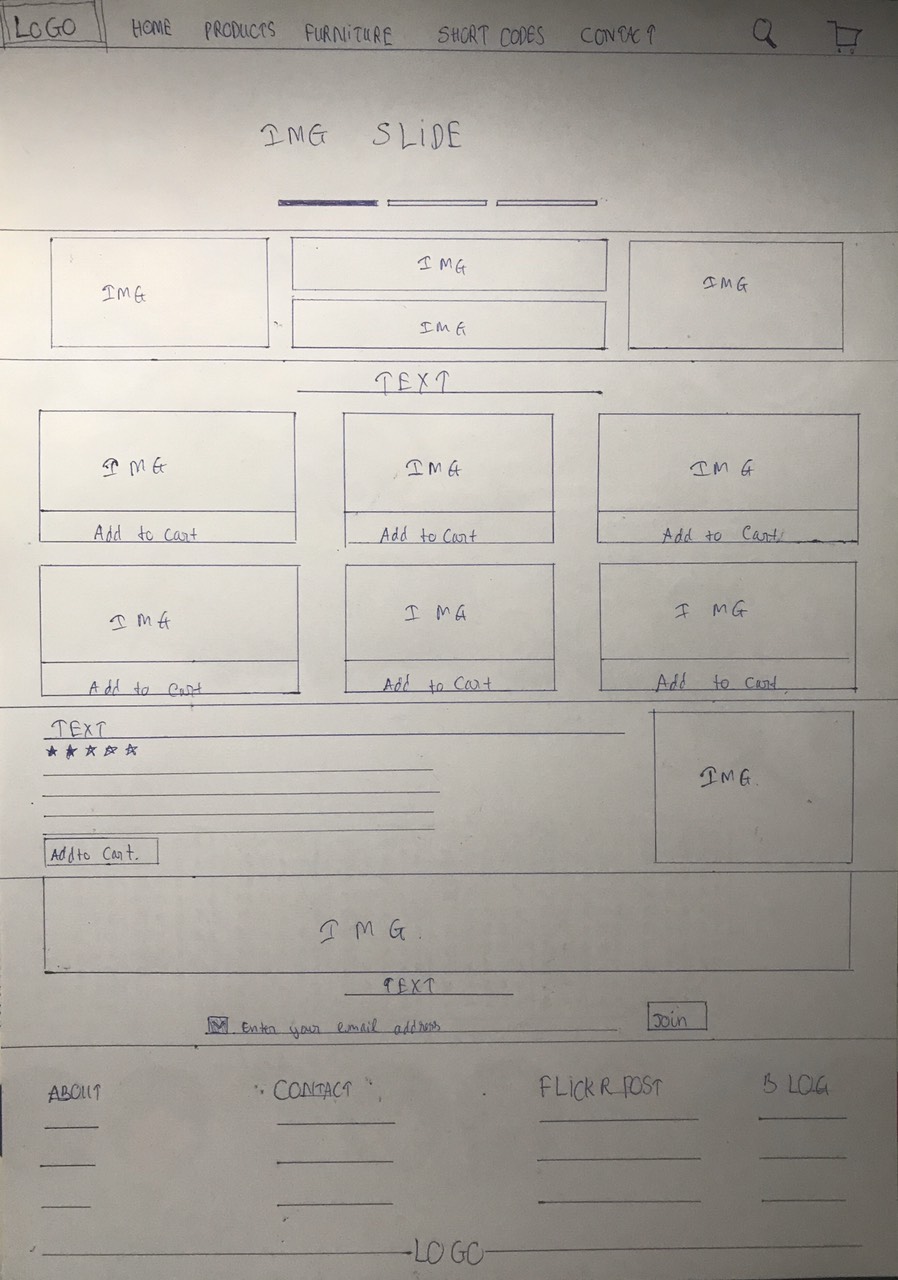 LOGO HOME PRODUCTS FURNITURE SHORT CODES CONTACT
IMG SLIDE
IMG
IMG
IMG
IMG
TEXT
IMG IMG IMG
Add to Cart Add to Cart Add to Cart
IMG IMG IMG
Add to Cart Add to Cart Add to Cart
TEXT
IMG
Add to Cart.
IMG.
TEXT
Enter your email address Join
ABOUT CONTACT FLICKR POST BLOG
LOGO